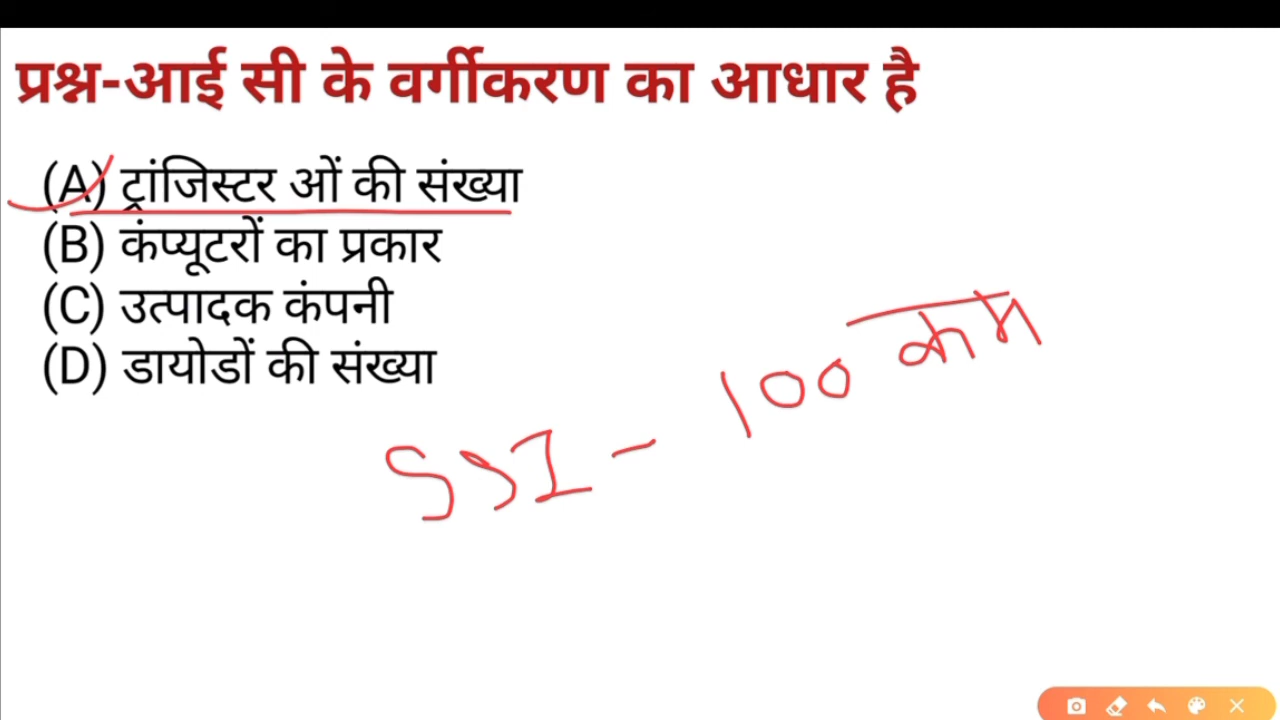 प्रश्न-आई सी के वर्गीकरण का आधार है
(A) ट्रांजिस्टर ओं की संख्या
(B) कंप्यूटरों का प्रकार
(C) उत्पादक कंपनी
(D) डायोडों की संख्या
SSI - 100 कम